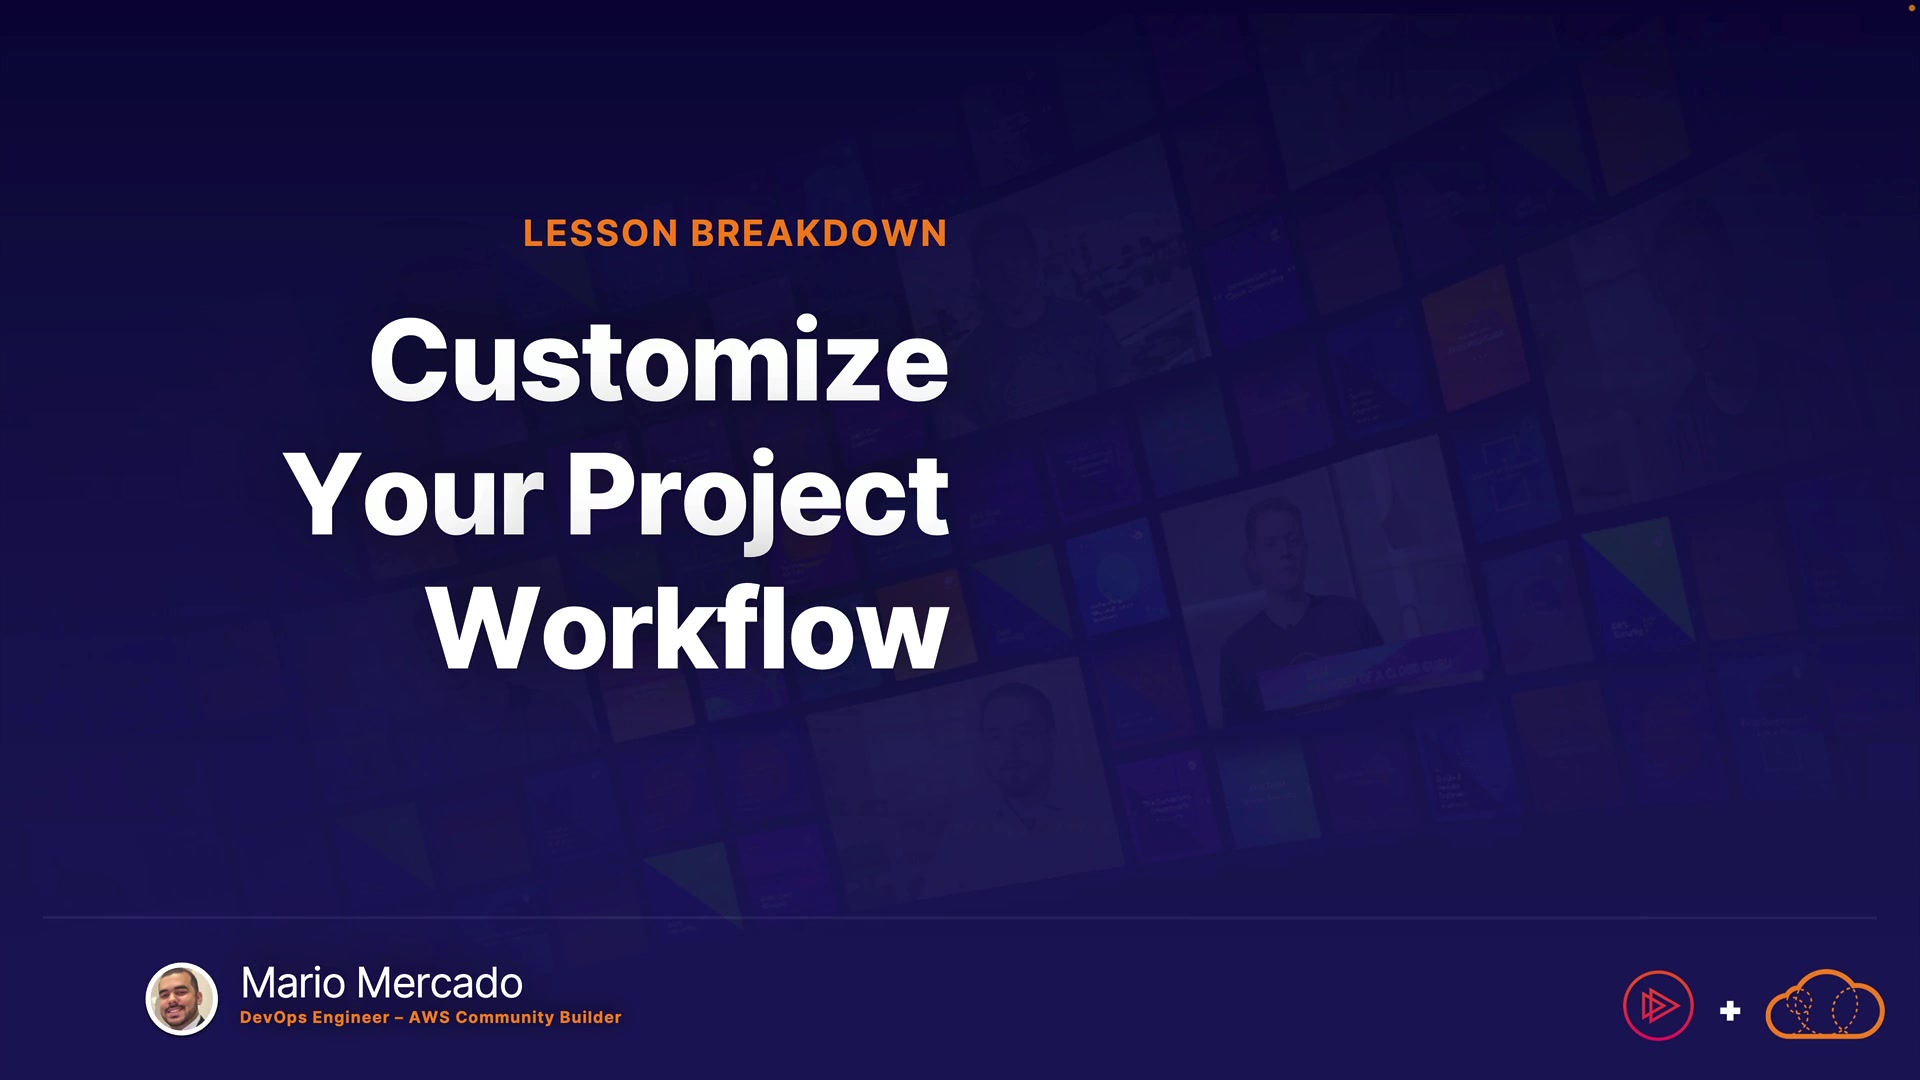 LESSON BREAKDOWN
Customize
Your Project
Workflow
Mario Mercado
DevOps Engineer – AWS Community Builder